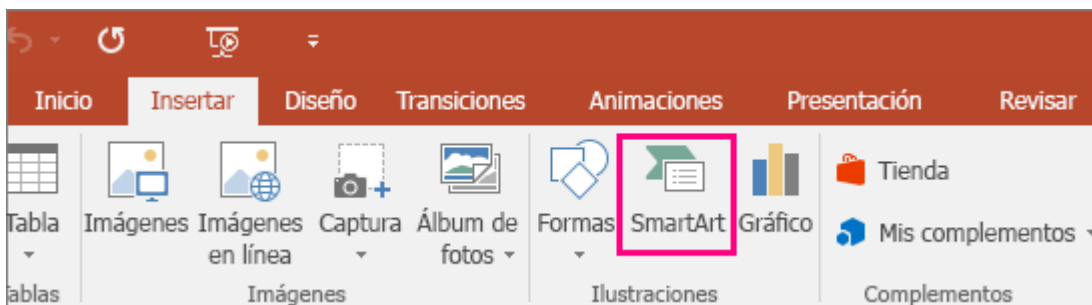 Inicio Insertar Diseño Transiciones Animaciones Presentación Revisar
Tabla Imágenes Imágenes en línea Captura Álbum de fotos Formas SmartArt Gráfico
Tienda
Mis complementos
Tablas Imágenes Ilustraciones Complementos